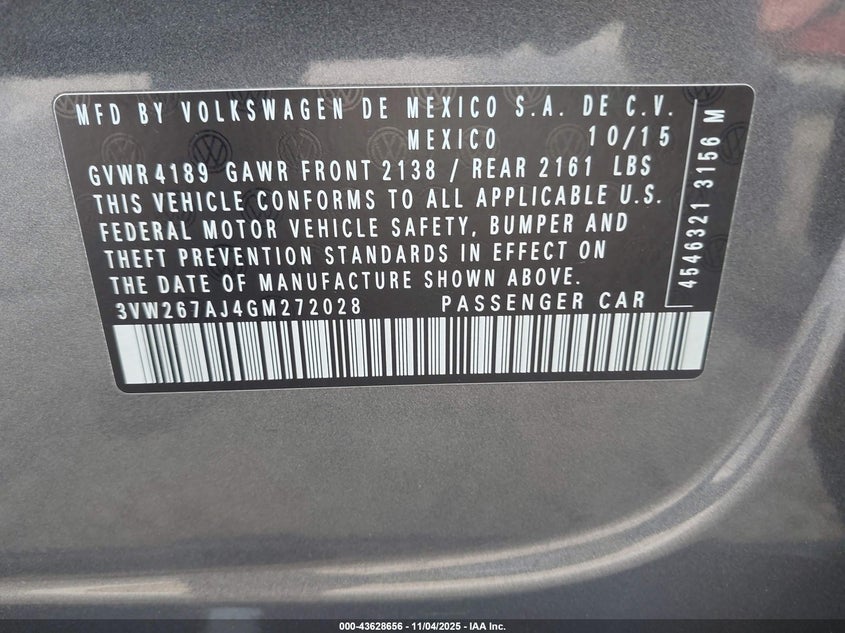 MFD BY VOLKSWAGEN DE MEXICO S.A. DE C.V.
MEXICO 10/15
GVWR 4189 GAWR FRONT 2138 / REAR 2161 LBS
THIS VEHICLE CONFORMS TO ALL APPLICABLE U.S.
FEDERAL MOTOR VEHICLE SAFETY, BUMPER AND
THEFT PREVENTION STANDARDS IN EFFECT ON
THE DATE OF MANUFACTURE SHOWN ABOVE.
3VW267AJ4GM272028 PASSENGER CAR
4546321 3156 M
000-43628656 - 11/04/2025 - IAA Inc.